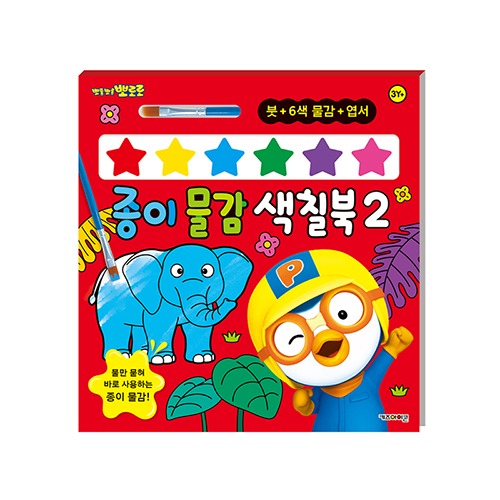 뽀롱뽀롱 뽀로로
붓+6색 물감+엽서
3Y+
종이 물감 색칠북 2
P
물만 묻혀
바로 사용하는
종이 물감!
키즈아이콘